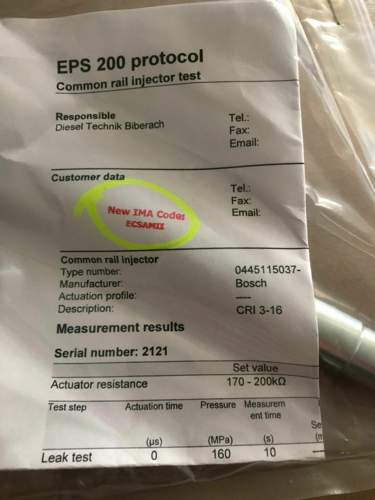 EPS 200 protocol
Common rail injector test
Responsible
Diesel Technik Biberach
Tel.:
Fax:
Email:
Customer data
Tel.:
Fax:
Email:
New IMA Codes
ECSAMII
Common rail injector
Type number: 0445115037-
Manufacturer: Bosch
Actuation profile: ----
Description: CRI 3-16
Measurement results
Serial number: 2121
Set value
Actuator resistance 170 - 200kΩ
Test step Actuation time Pressure Measurem
ent time
Se
(µs) (MPa) (s) (m
Leak test 0 160 10 ---